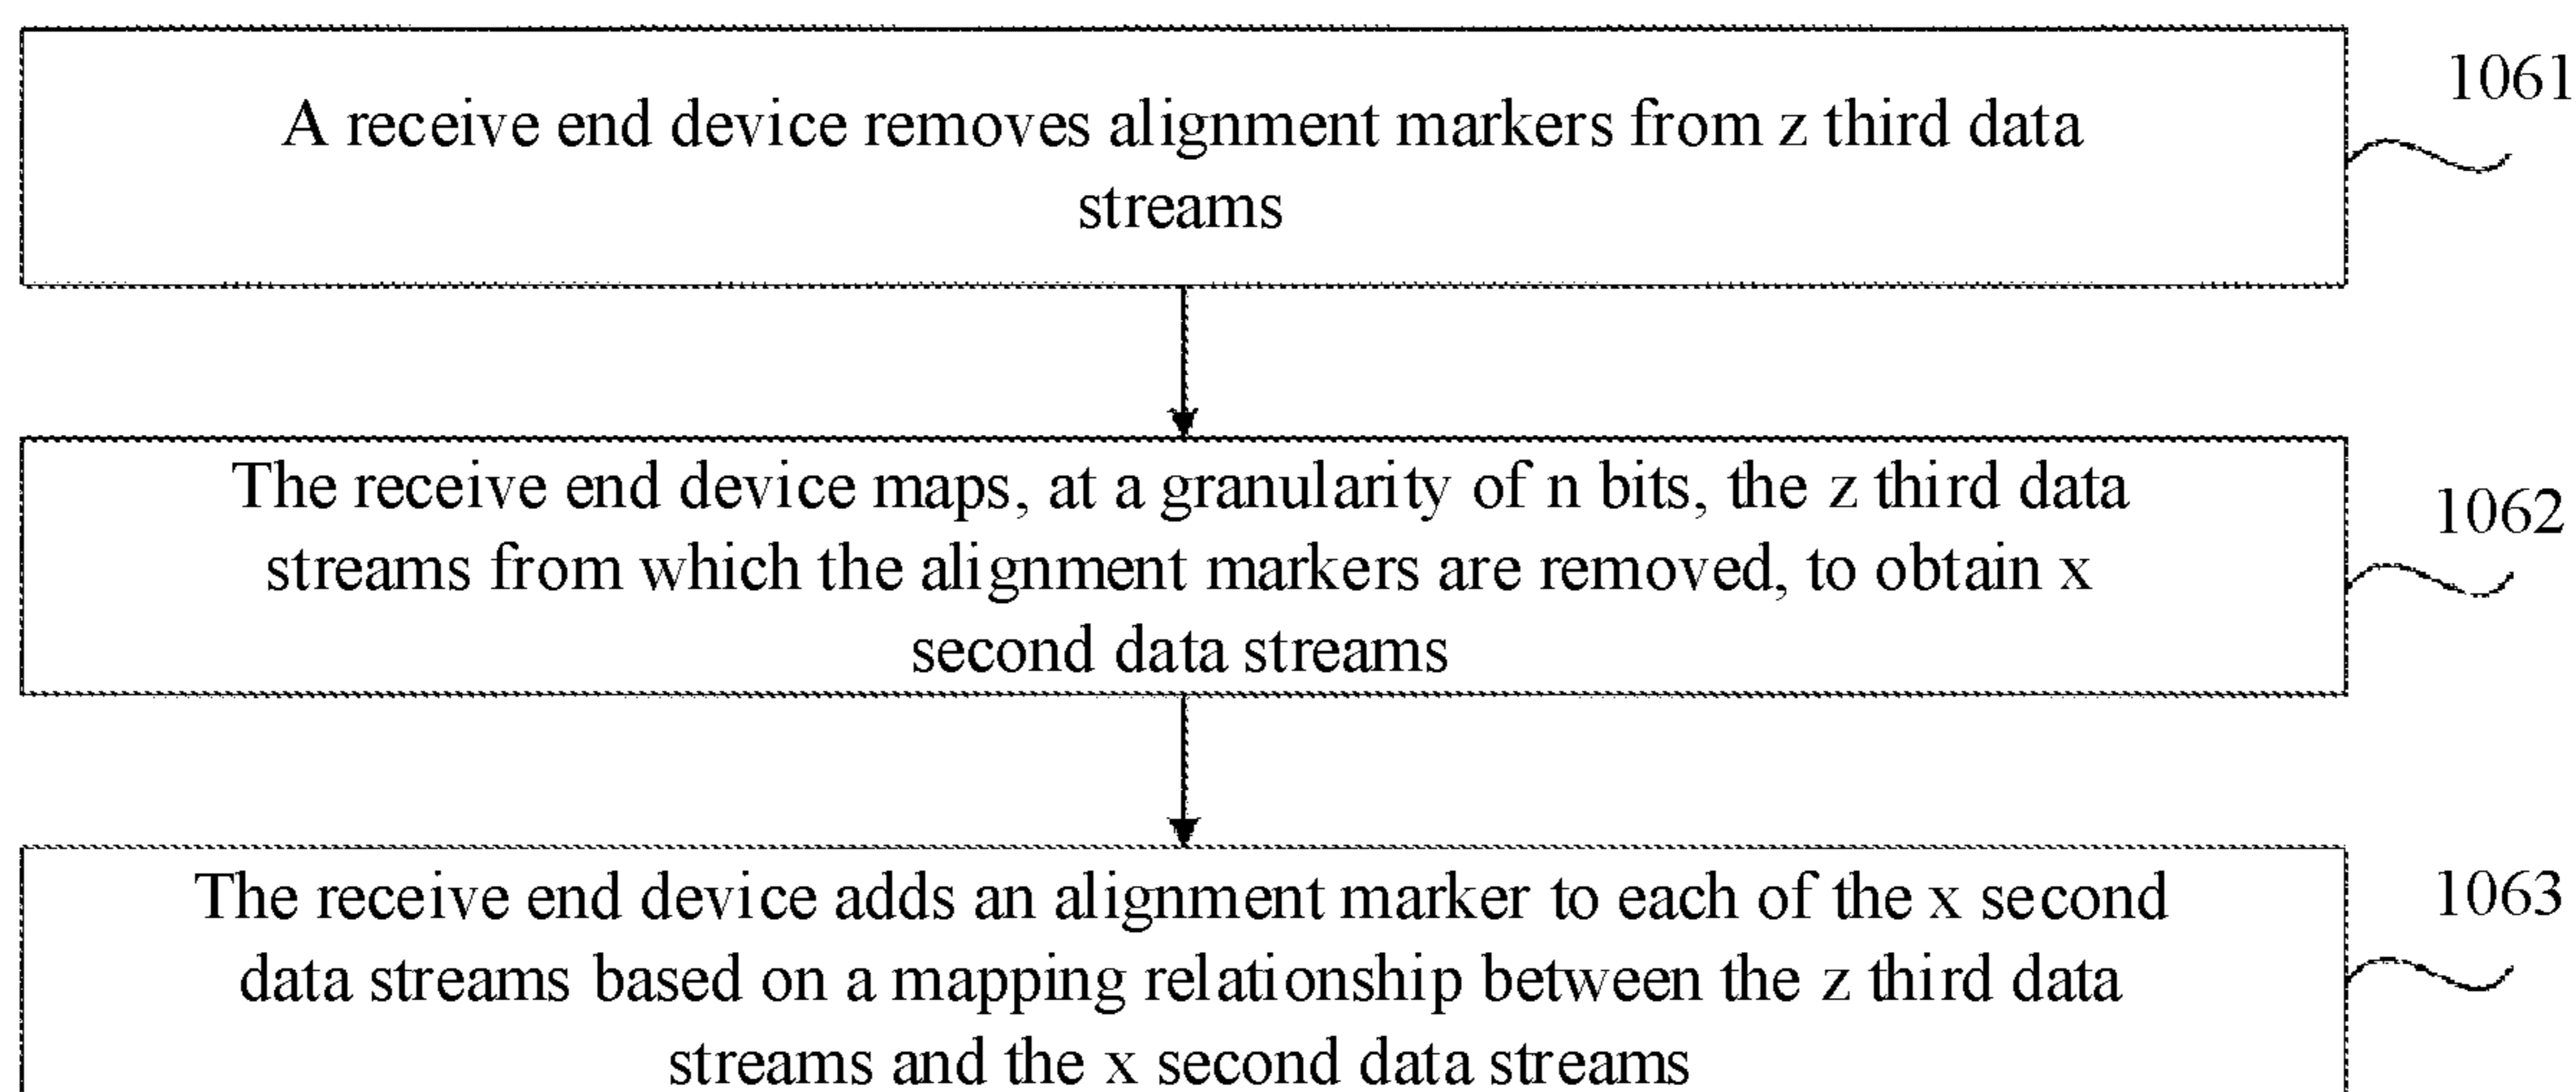 A receive end device removes alignment markers from z third data
streams
1061
The receive end device maps, at a granularity of n bits, the z third data
streams from which the alignment markers are removed, to obtain x
second data streams
1062
The receive end device adds an alignment marker to each of the x second
data streams based on a mapping relationship between the z third data
streams and the x second data streams
1063